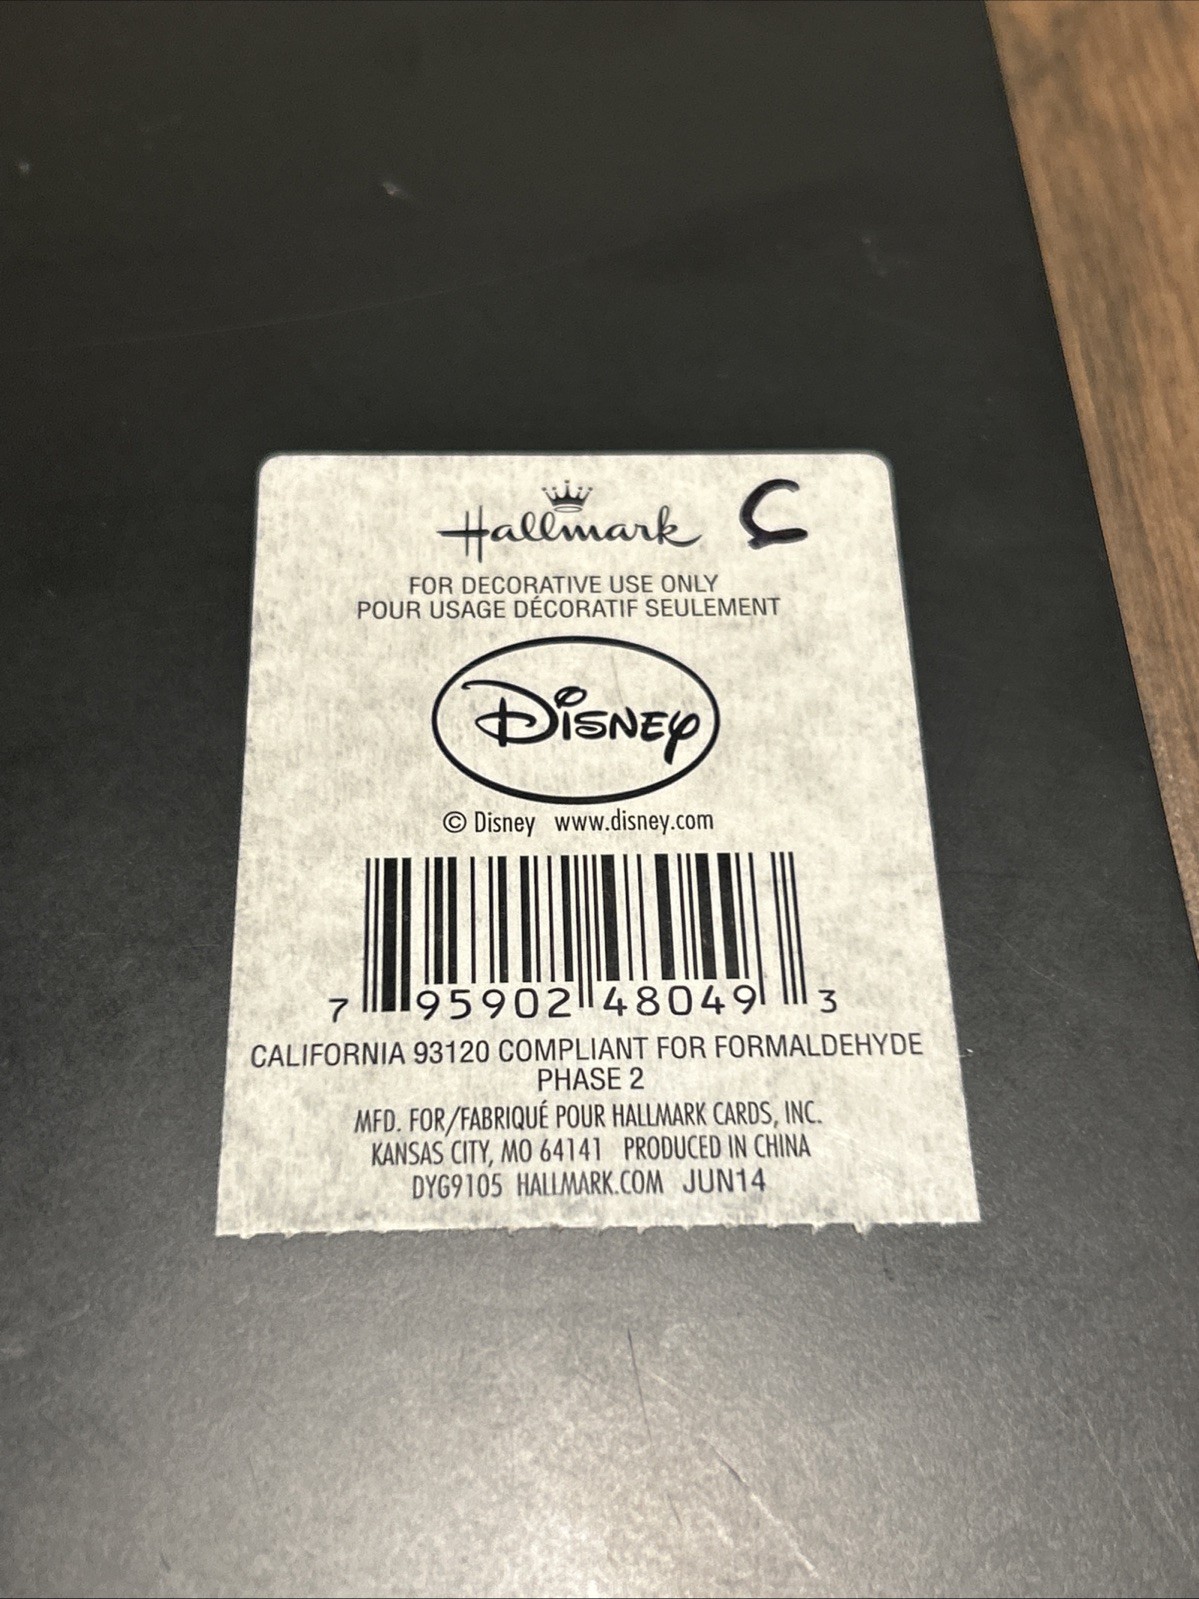 Hallmark C
FOR DECORATIVE USE ONLY
POUR USAGE DÉCORATIF SEULEMENT
Disney
© Disney www.disney.com
7 95902 48049 3
CALIFORNIA 93120 COMPLIANT FOR FORMALDEHYDE
PHASE 2
MFD. FOR/FABRIQUÉ POUR HALLMARK CARDS, INC.
KANSAS CITY, MO 64141 PRODUCED IN CHINA
DYG9105 HALLMARK.COM JUN14